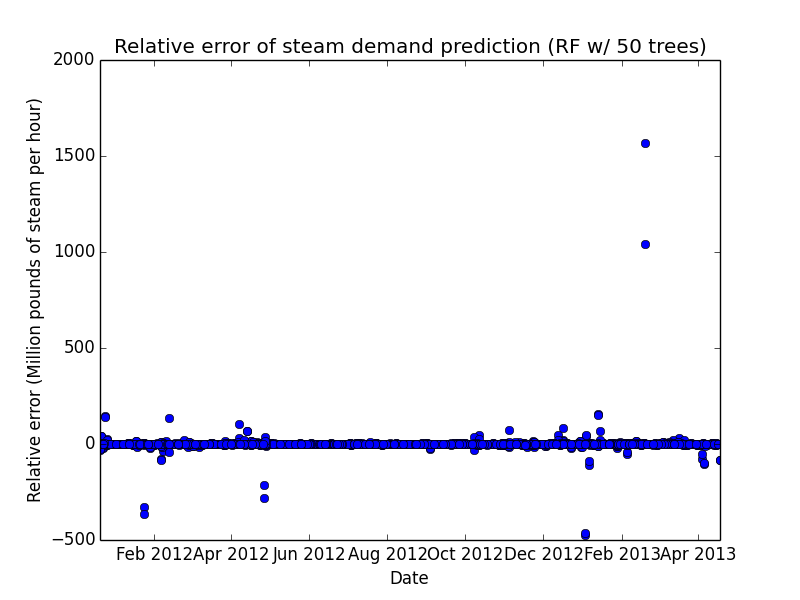 Relative error of steam demand prediction (RF w/ 50 trees)
2000
1500
1000
500
0
−500
Relative error (Million pounds of steam per hour)
Feb 2012 Apr 2012 Jun 2012 Aug 2012 Oct 2012 Dec 2012 Feb 2013 Apr 2013
Date